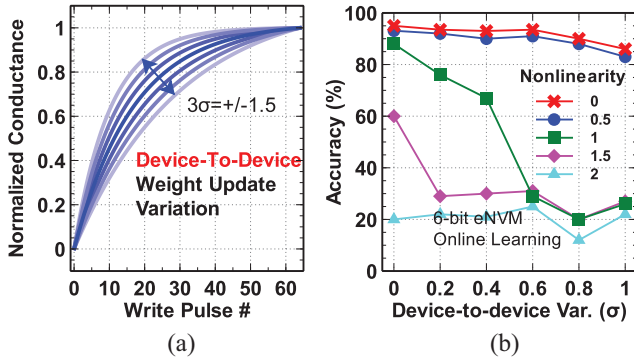 Normalized Conductance
1
0.8
0.6
0.4
0.2
0
3σ=+/-1.5
Device-To-Device
Weight Update
Variation
0 10 20 30 40 50 60
Write Pulse #
(a)
Accuracy (%)
100
80
60
40
20
0
Nonlinearity
0
0.5
1
1.5
2
6-bit eNVM
Online Learning
0 0.2 0.4 0.6 0.8 1
Device-to-device Var. (σ)
(b)